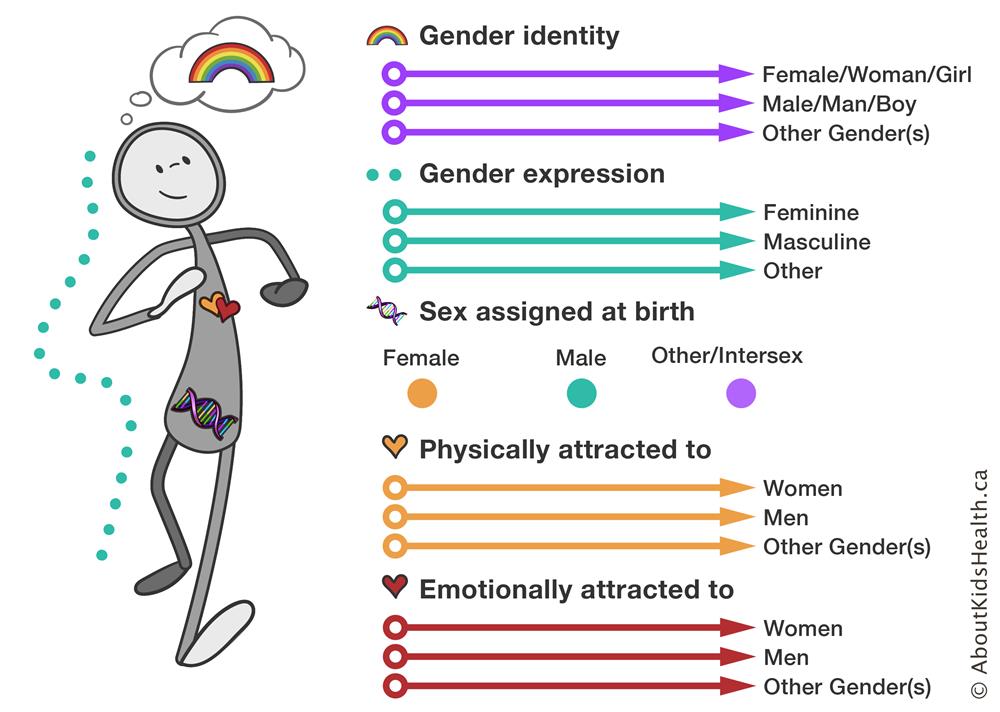 Gender identity
Female/Woman/Girl
Male/Man/Boy
Other Gender(s)
Gender expression
Feminine
Masculine
Other
Sex assigned at birth
Female Male Other/Intersex
Physically attracted to
Women
Men
Other Gender(s)
Emotionally attracted to
Women
Men
Other Gender(s)
© AboutKidsHealth.ca